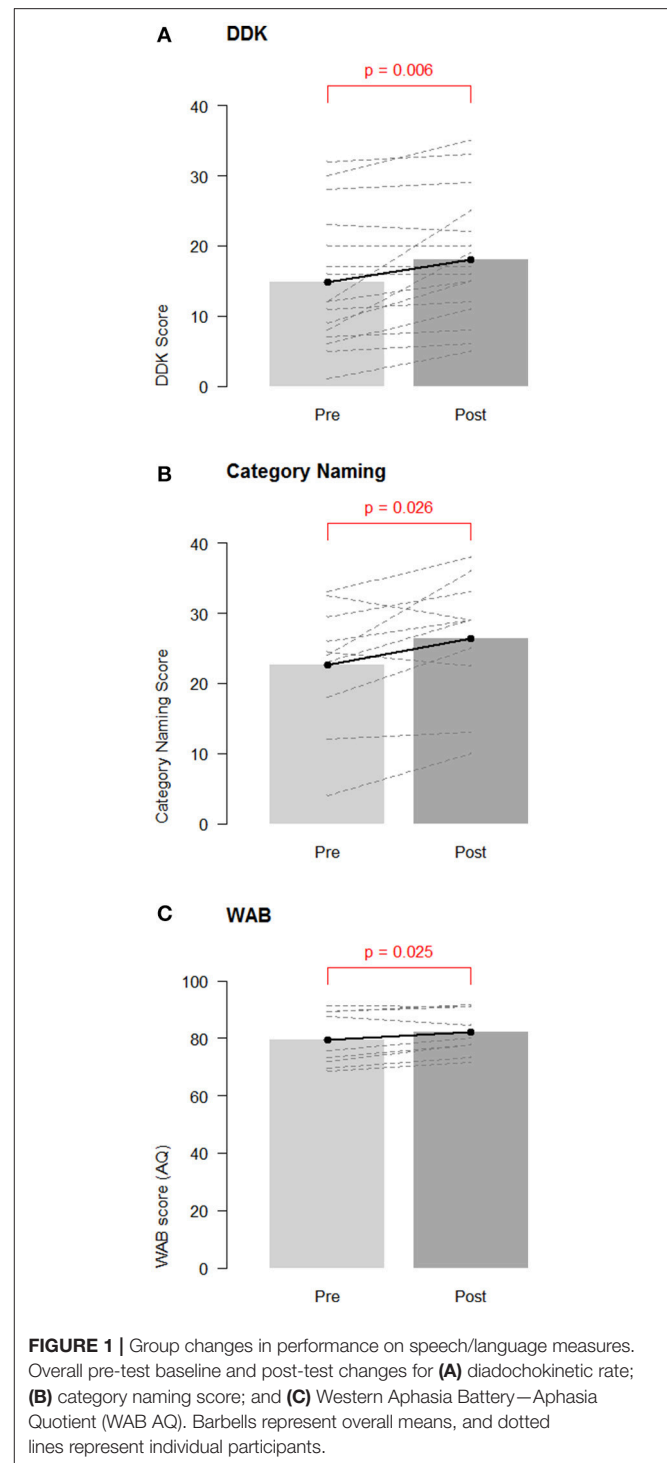 A DDK
p = 0.006
40
30
20
10
0
DDK Score
Pre Post
B Category Naming
p = 0.026
40
30
20
10
0
Category Naming Score
Pre Post
C WAB
p = 0.025
100
80
60
40
20
0
WAB score (AQ)
Pre Post
FIGURE 1 | Group changes in performance on speech/language measures.
Overall pre-test baseline and post-test changes for (A) diadochokinetic rate;
(B) category naming score; and (C) Western Aphasia Battery—Aphasia
Quotient (WAB AQ). Barbells represent overall means, and dotted
lines represent individual participants.